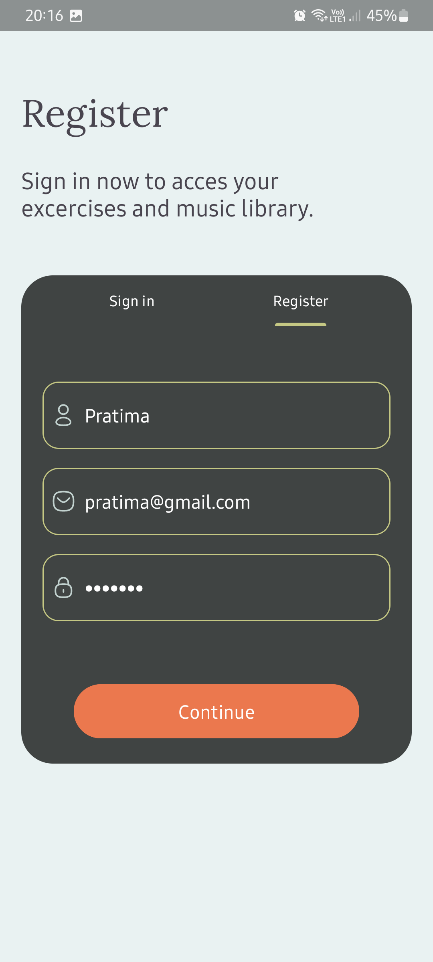 20:16 Vo)) LTE1 45%
Register
Sign in now to acces your
excercises and music library.
Sign in Register
Pratima
pratima@gmail.com
•••••••
Continue